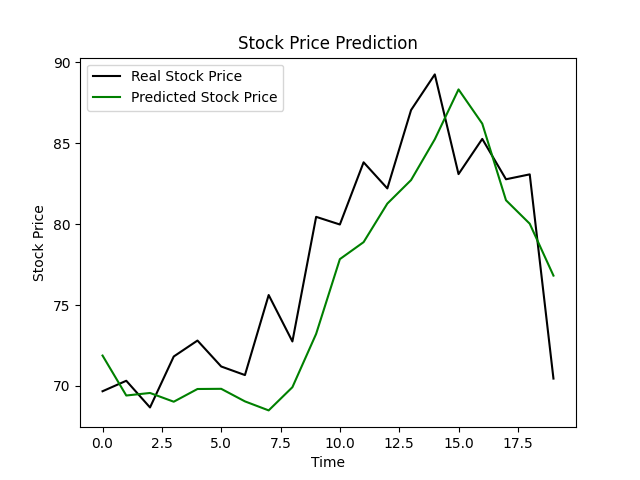 Stock Price Prediction
Real Stock Price
Predicted Stock Price
90
85
80
75
70
Stock Price
0.0 2.5 5.0 7.5 10.0 12.5 15.0 17.5
Time